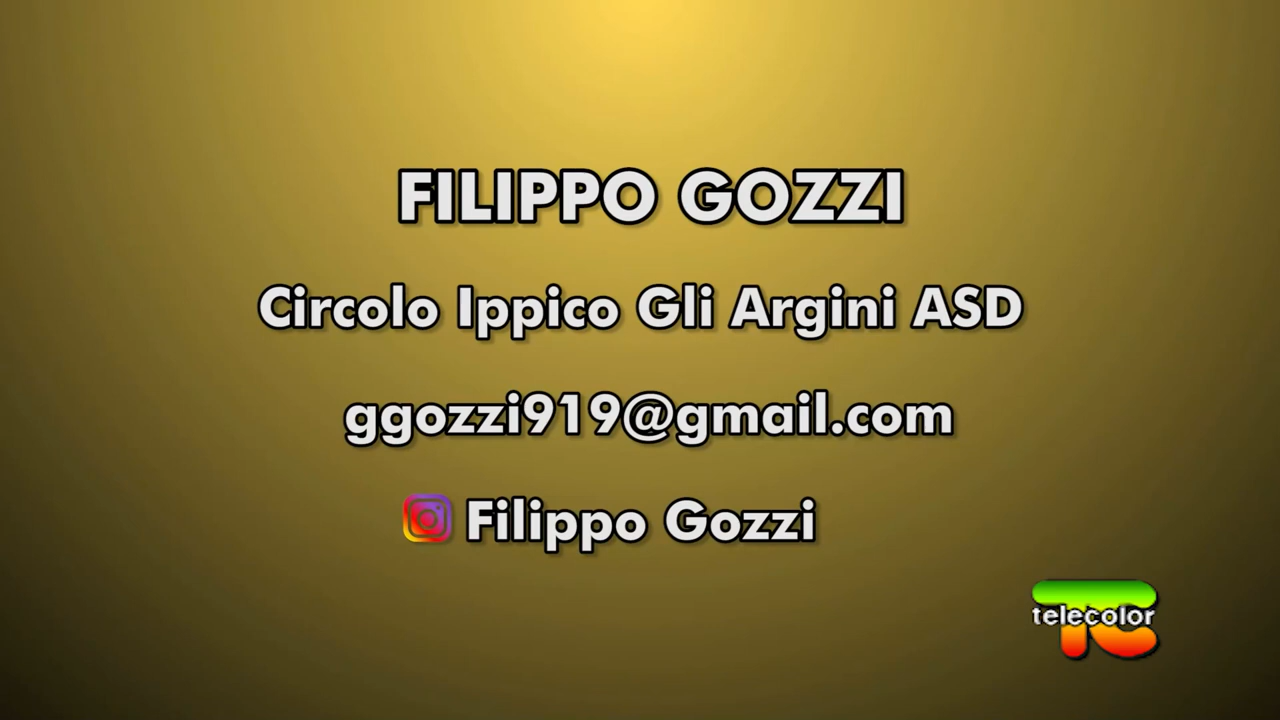 FILIPPO GOZZI
Circolo Ippico Gli Argini ASD
ggozzi919@gmail.com
Filippo Gozzi
telecolor